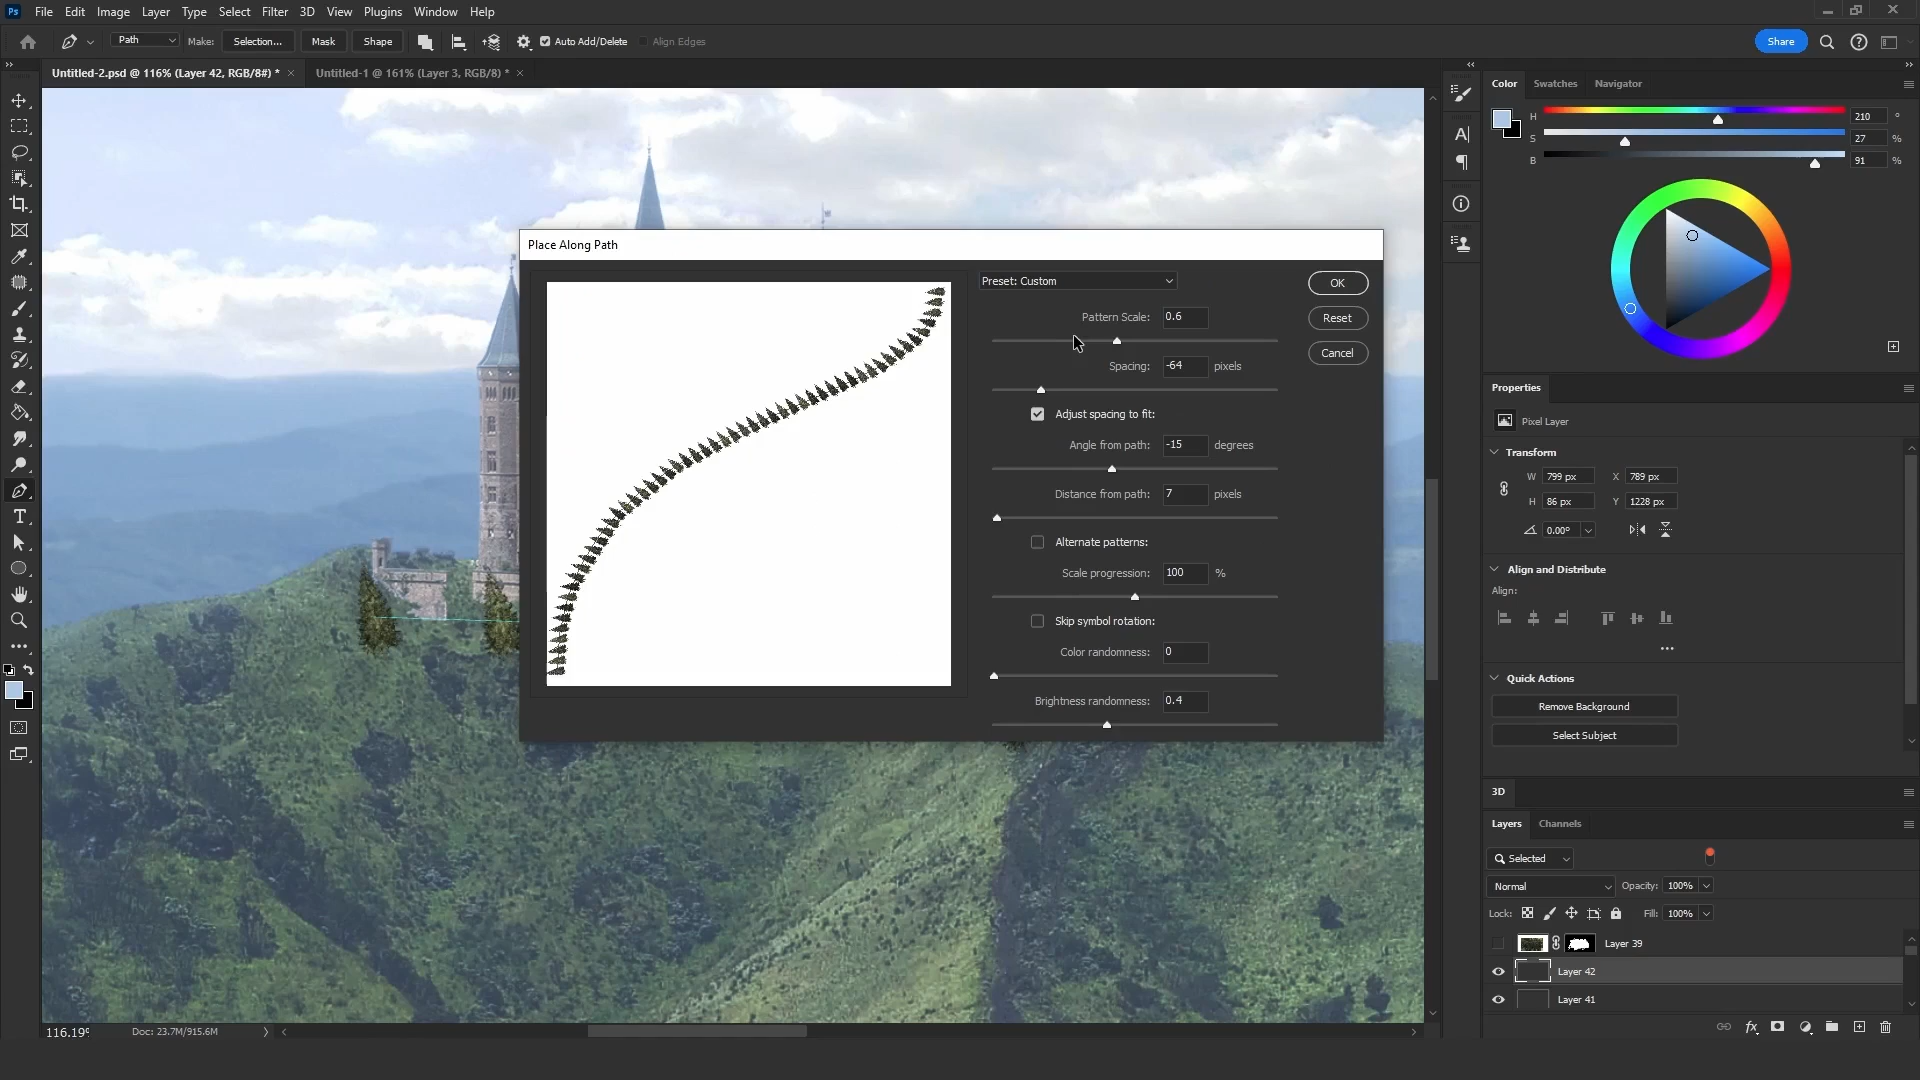 Ps File Edit Image Layer Type Select Filter 3D View Plugins Window Help
Path Make: Selection... Mask Shape Auto Add/Delete Align Edges Share
Untitled-2.psd @ 116% (Layer 42, RGB/8#) * × Untitled-1 @ 161% (Layer 3, RGB/8) * ×
Color Swatches Navigator
H 210 °
S 27 %
B 91 %
Place Along Path
Preset: Custom OK
Pattern Scale: 0.6 Reset
Spacing: -64 pixels Cancel
Adjust spacing to fit:
Angle from path: -15 degrees
Distance from path: 7 pixels
Alternate patterns:
Scale progression: 100 %
Skip symbol rotation:
Color randomness: 0
Brightness randomness: 0.4
Properties
Pixel Layer
Transform
W 799 px X 789 px
H 86 px Y 1228 px
0.00°
Align and Distribute
Align:
Quick Actions
Remove Background
Select Subject
3D
Layers Channels
Selected
Normal Opacity: 100%
Lock: Fill: 100%
Layer 39
Layer 42
Layer 41
116.19% Doc: 23.7M/915.6M